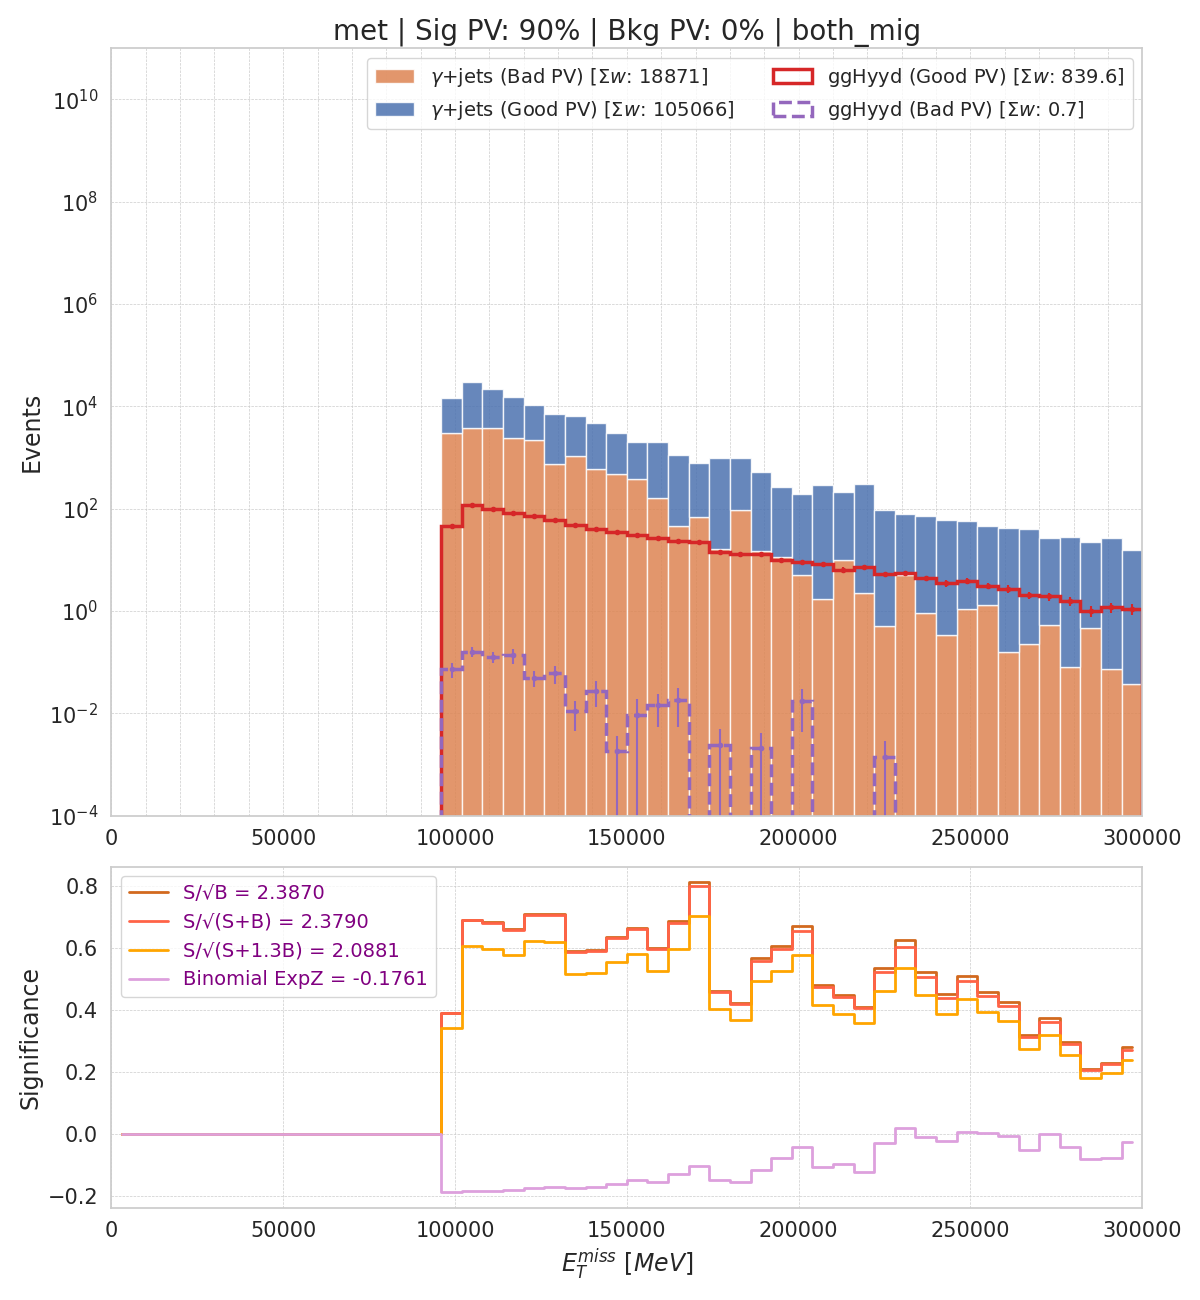 met | Sig PV: 90% | Bkg PV: 0% | both_mig
γ+jets (Bad PV) [Σw: 18871]
γ+jets (Good PV) [Σw: 105066]
ggHyyd (Good PV) [Σw: 839.6]
ggHyyd (Bad PV) [Σw: 0.7]
Events
10^10
10^8
10^6
10^4
10^2
10^0
10^−2
10^−4
0 50000 100000 150000 200000 250000 300000
S/√B = 2.3870
S/√(S+B) = 2.3790
S/√(S+1.3B) = 2.0881
Binomial ExpZ = -0.1761
Significance
0.8
0.6
0.4
0.2
0.0
−0.2
0 50000 100000 150000 200000 250000 300000
E_T^miss [MeV]